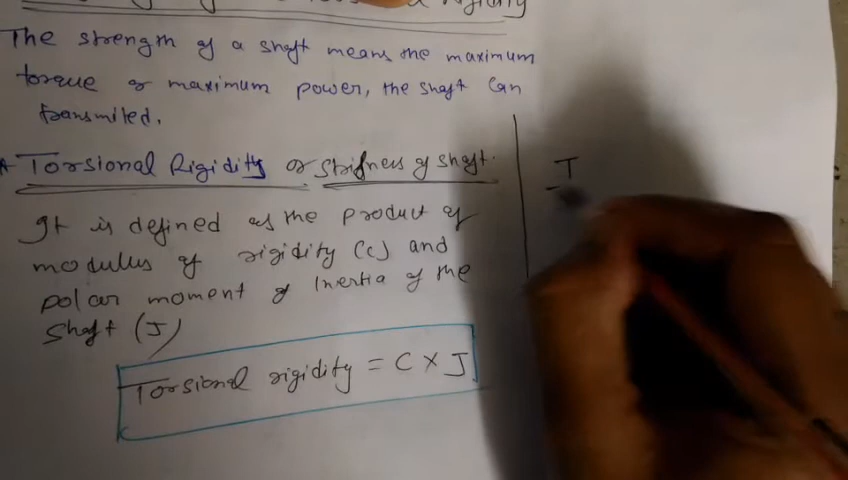 a rigidity
The strength of a shaft means the maximum
torque or maximum power, the shaft can
transmited.
Torsional Rigidity or stifness of shaft.
It is defined as the product of
modulus of rigidity (C) and
polar moment of Inertia of the
shaft (J)
Torsional rigidity = C X J
T